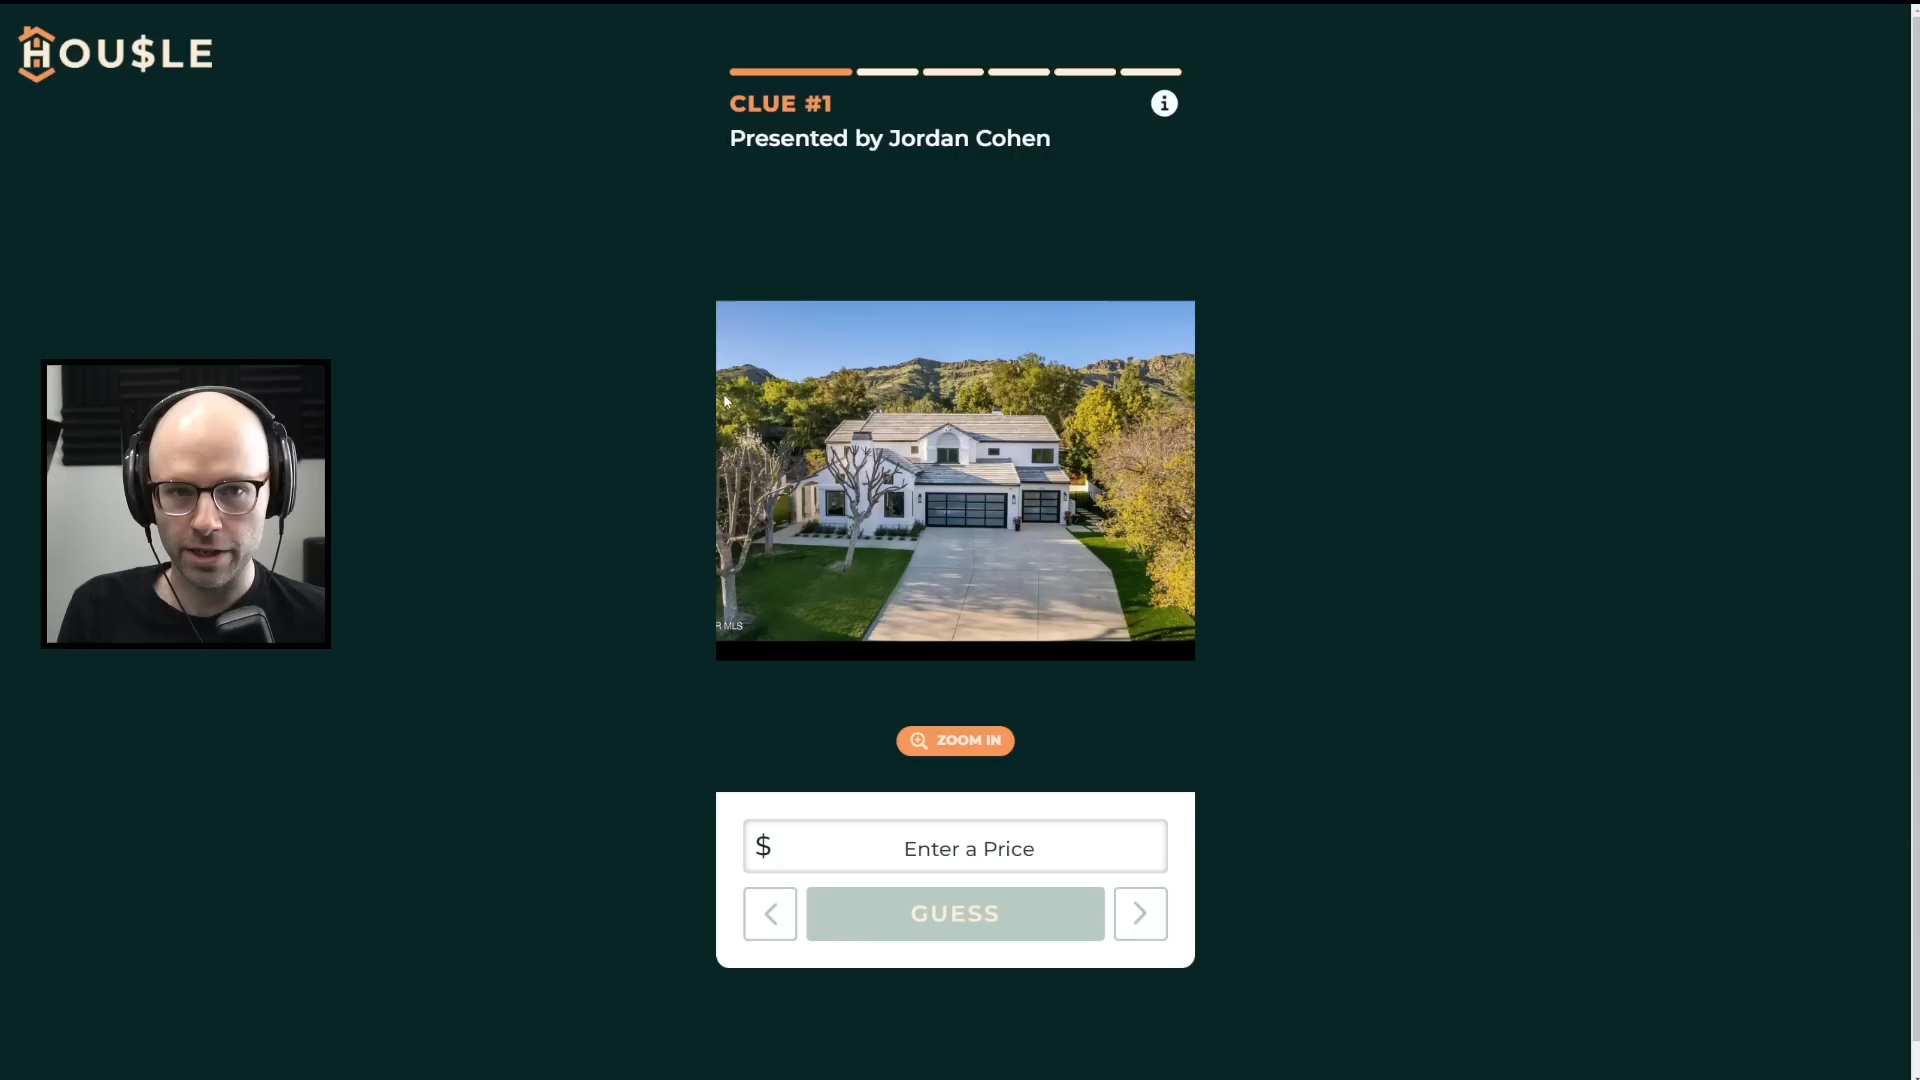 HOU$LE
CLUE #1
Presented by Jordan Cohen
R MLS
ZOOM IN
$ Enter a Price
GUESS